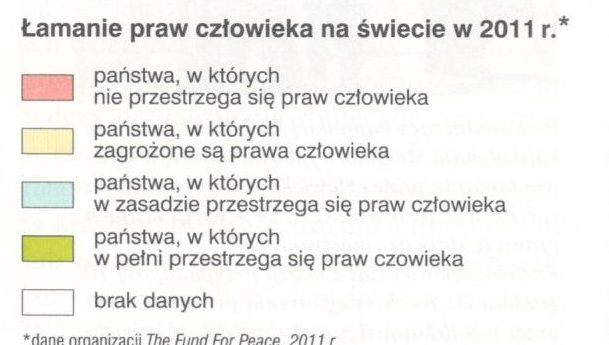 Łamanie praw człowieka na świecie w 2011 r.*
państwa, w których
nie przestrzega się praw człowieka
państwa, w których
zagrożone są prawa człowieka
państwa, w których
w zasadzie przestrzega się praw człowieka
państwa, w których
w pełni przestrzega się praw czowieka
brak danych
*dane organizacji The Fund For Peace, 2011 r.